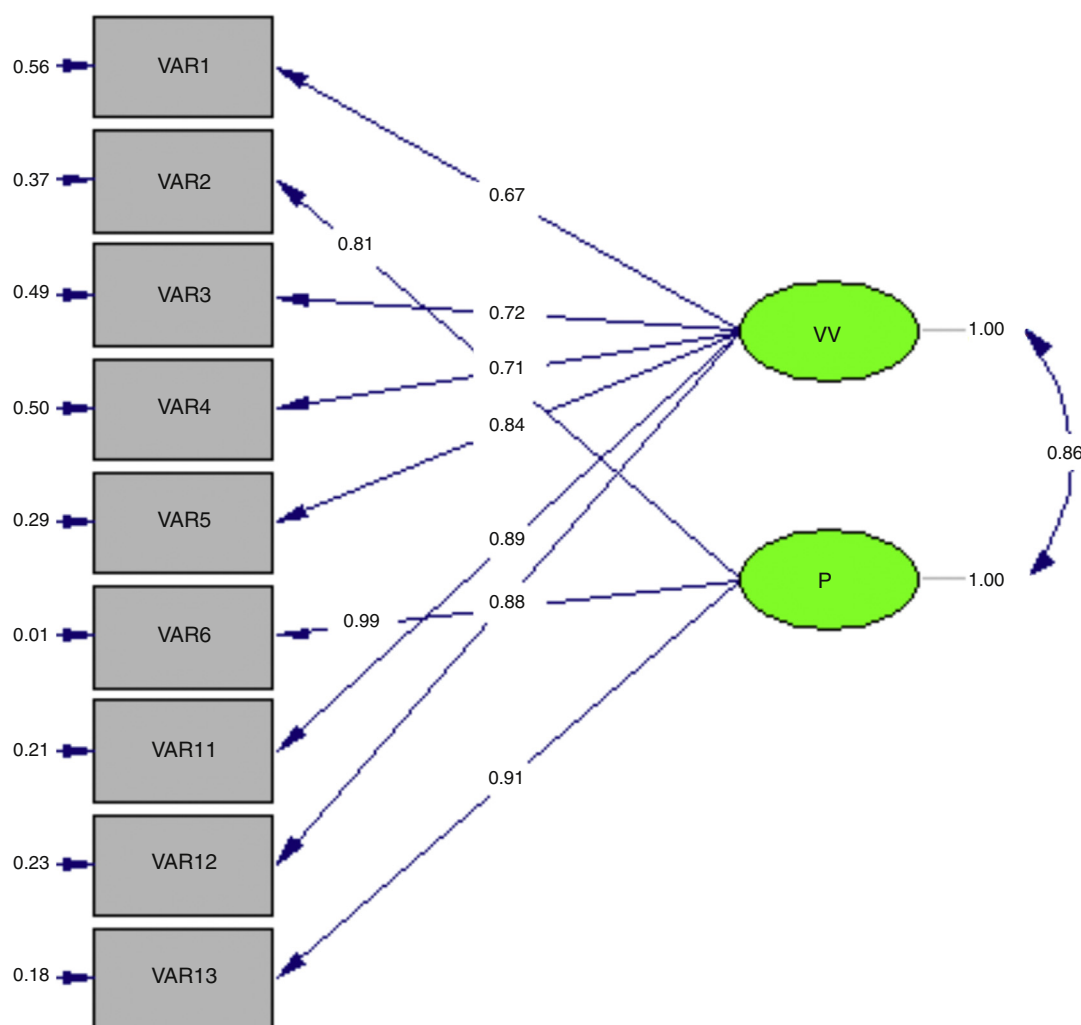 0.56 VAR1
0.67
0.37 VAR2
0.81
0.49 VAR3
0.72
VV 1.00
0.71
0.50 VAR4
0.84
0.86
0.29 VAR5
0.89
P 1.00
0.88
0.99
0.01 VAR6
0.21 VAR11
0.91
0.23 VAR12
0.18 VAR13